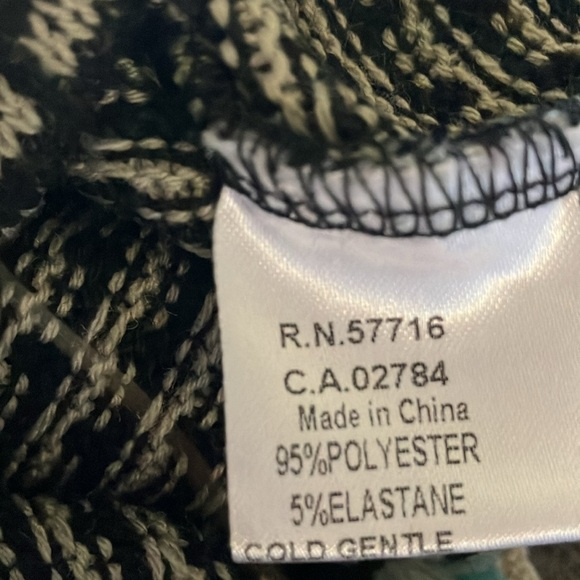 R.N.57716
C.A.02784
Made in China
95%POLYESTER
5%ELASTANE
COLD GENTLE